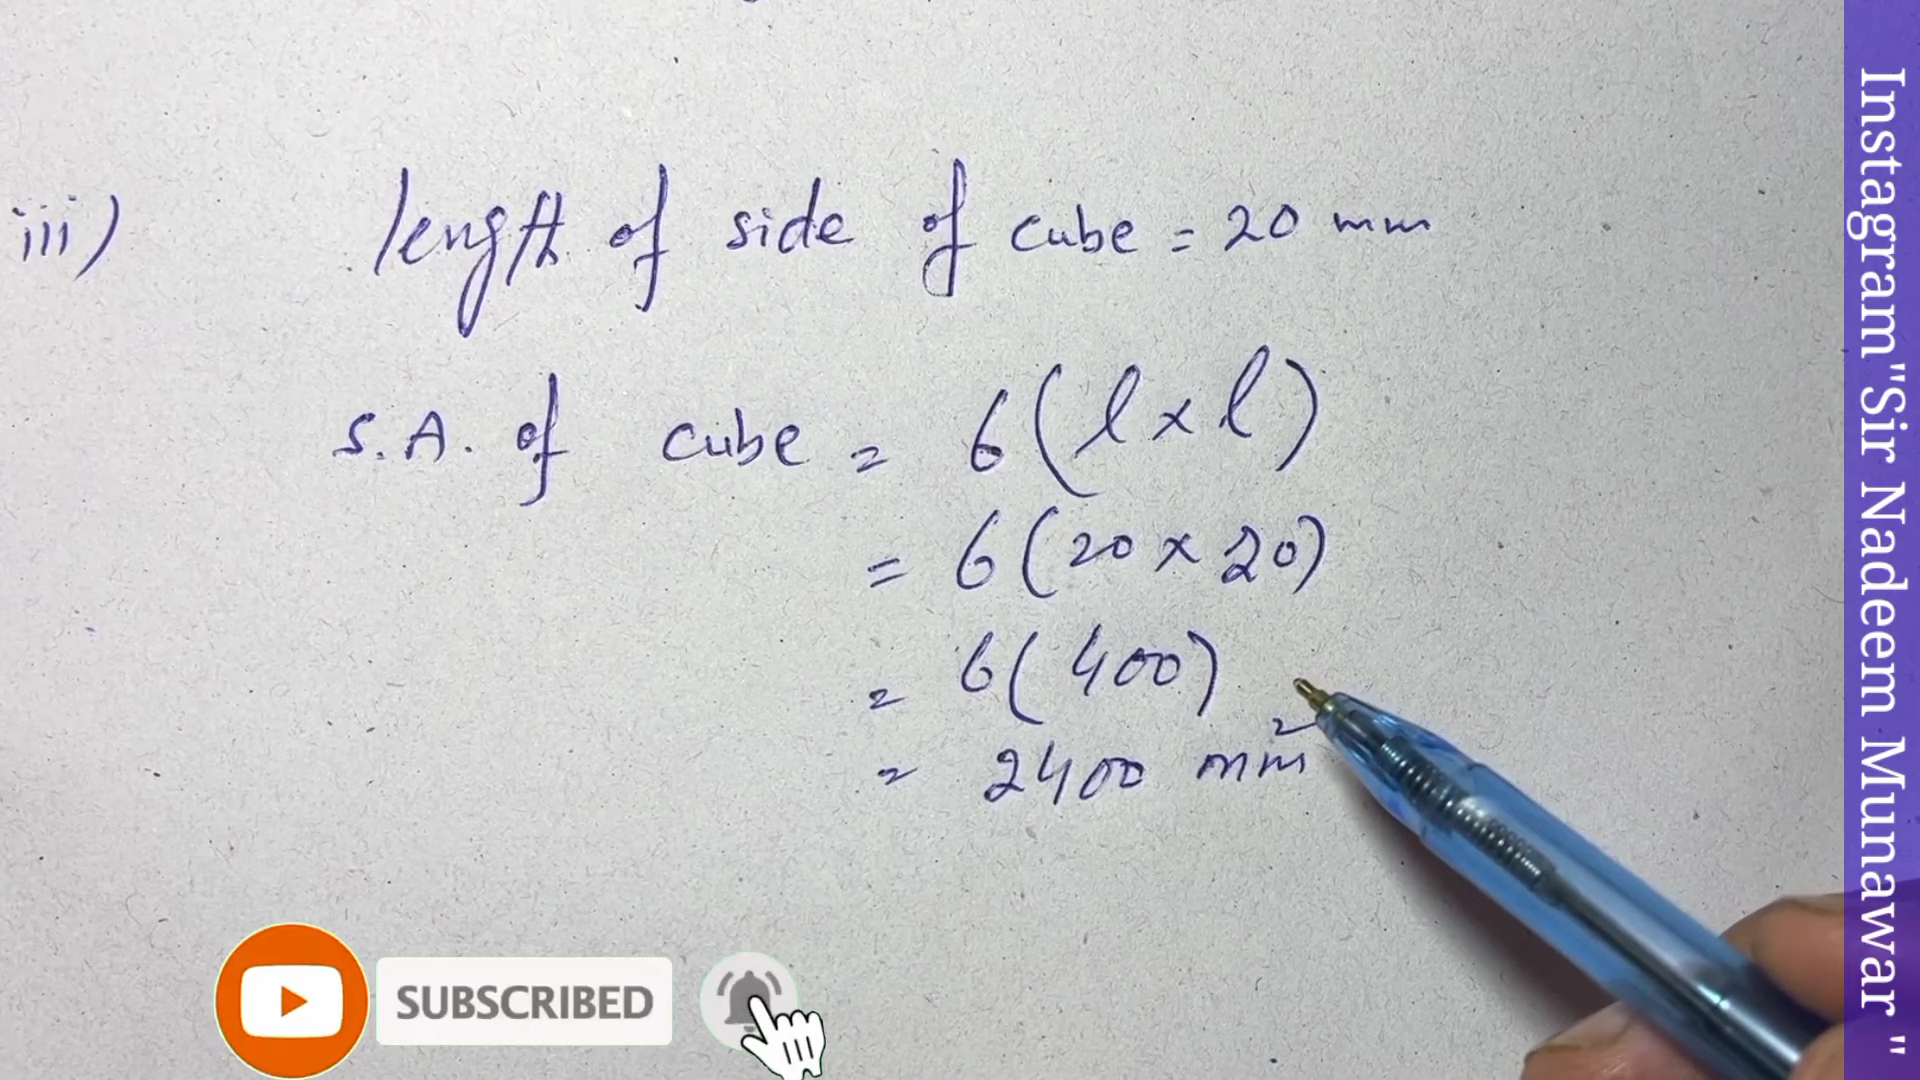 iii) length of side of cube = 20 mm
S.A. of cube = 6(l×l)
= 6(20×20)
= 6(400)
= 2400 mm²
SUBSCRIBED
Instagram"Sir Nadeem Munawar "